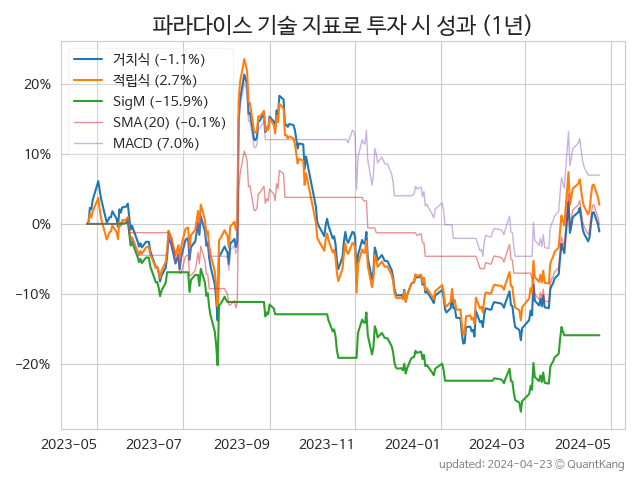 파라다이스 기술 지표로 투자 시 성과 (1년)
거치식 (−1.1%)
적립식 (2.7%)
SigM (−15.9%)
SMA(20) (−0.1%)
MACD (7.0%)
20%
10%
0%
−10%
−20%
2023-05 2023-07 2023-09 2023-11 2024-01 2024-03 2024-05
updated: 2024-04-23 © QuantKang